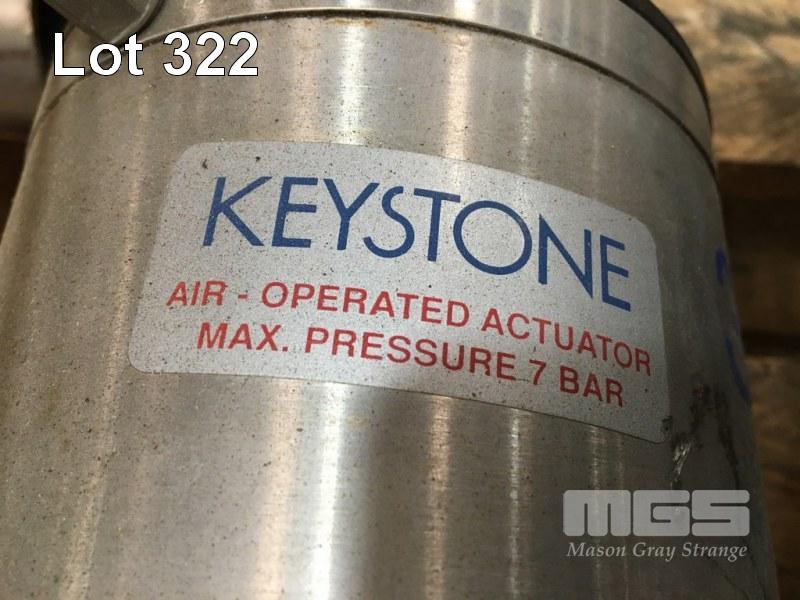 Lot 322
KEYSTONE
AIR - OPERATED ACTUATOR
MAX. PRESSURE 7 BAR
MGS
Mason Gray Strange